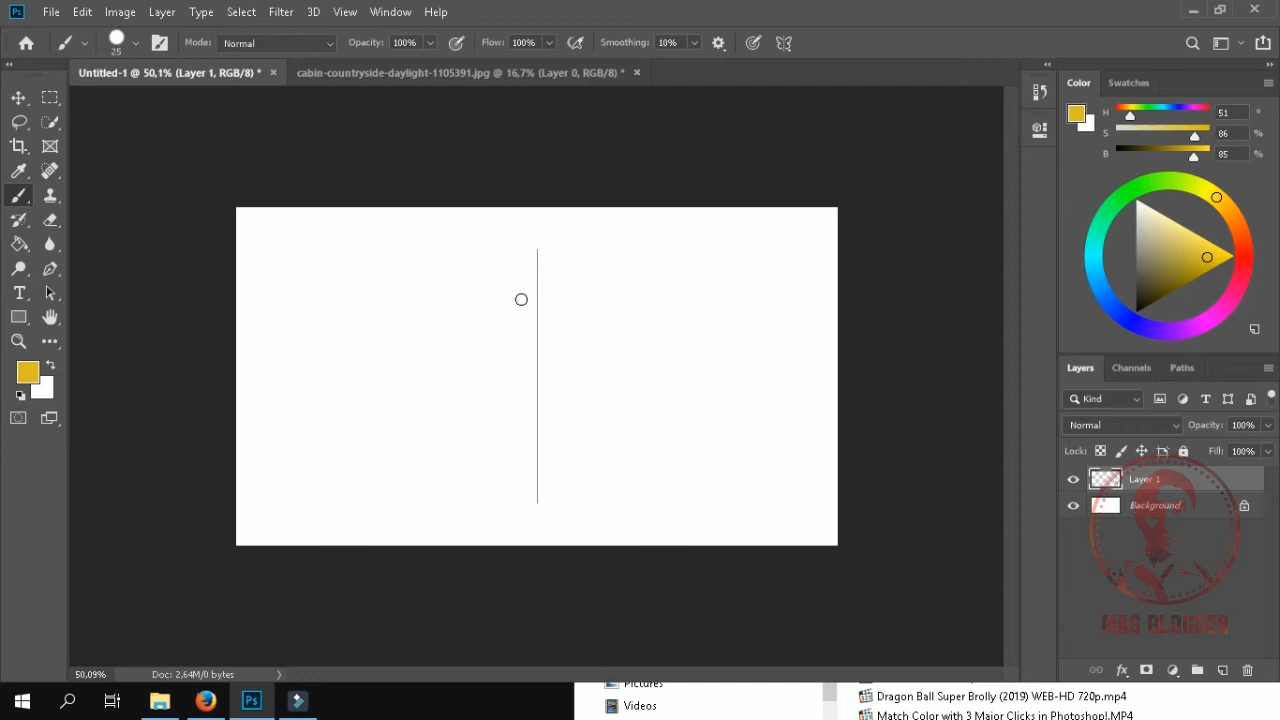 Ps File Edit Image Layer Type Select Filter 3D View Window Help
25 Mode: Normal Opacity: 100% Flow: 100% Smoothing: 10%
Untitled-1 @ 50,1% (Layer 1, RGB/8) * × cabin-countryside-daylight-1105391.jpg @ 16,7% (Layer 0, RGB/8) * ×
Color Swatches
H 51 °
S 86 %
B 85 %
Layers Channels Paths
Kind
Normal Opacity: 100%
Lock: Fill: 100%
Layer 1
Background
MAS BLOGGER
50,09% Doc: 2,64M/0 bytes
Ps
Pictures
Videos
Dragon Ball Super Brolly (2019) WEB-HD 720p.mp4
Match Color with 3 Major Clicks in Photoshop!.MP4